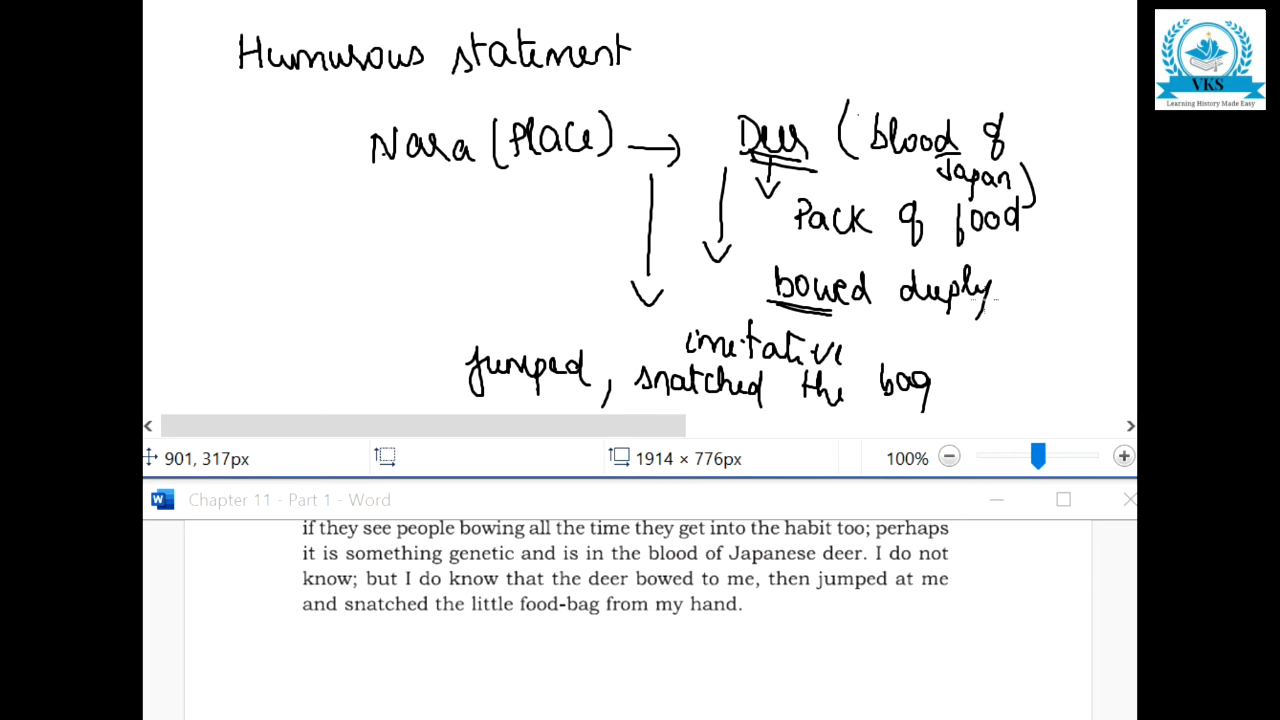 Humurous statement
VKS
Learning History Made Easy
Nara (Place) → Deer (blood of Japan)
Pack of food
bowed deeply
imetative
jumped, snatched the bag
901, 317px
1914 × 776px
100%
Chapter 11 - Part 1 - Word
if they see people bowing all the time they get into the habit too; perhaps
it is something genetic and is in the blood of Japanese deer. I do not
know; but I do know that the deer bowed to me, then jumped at me
and snatched the little food-bag from my hand.